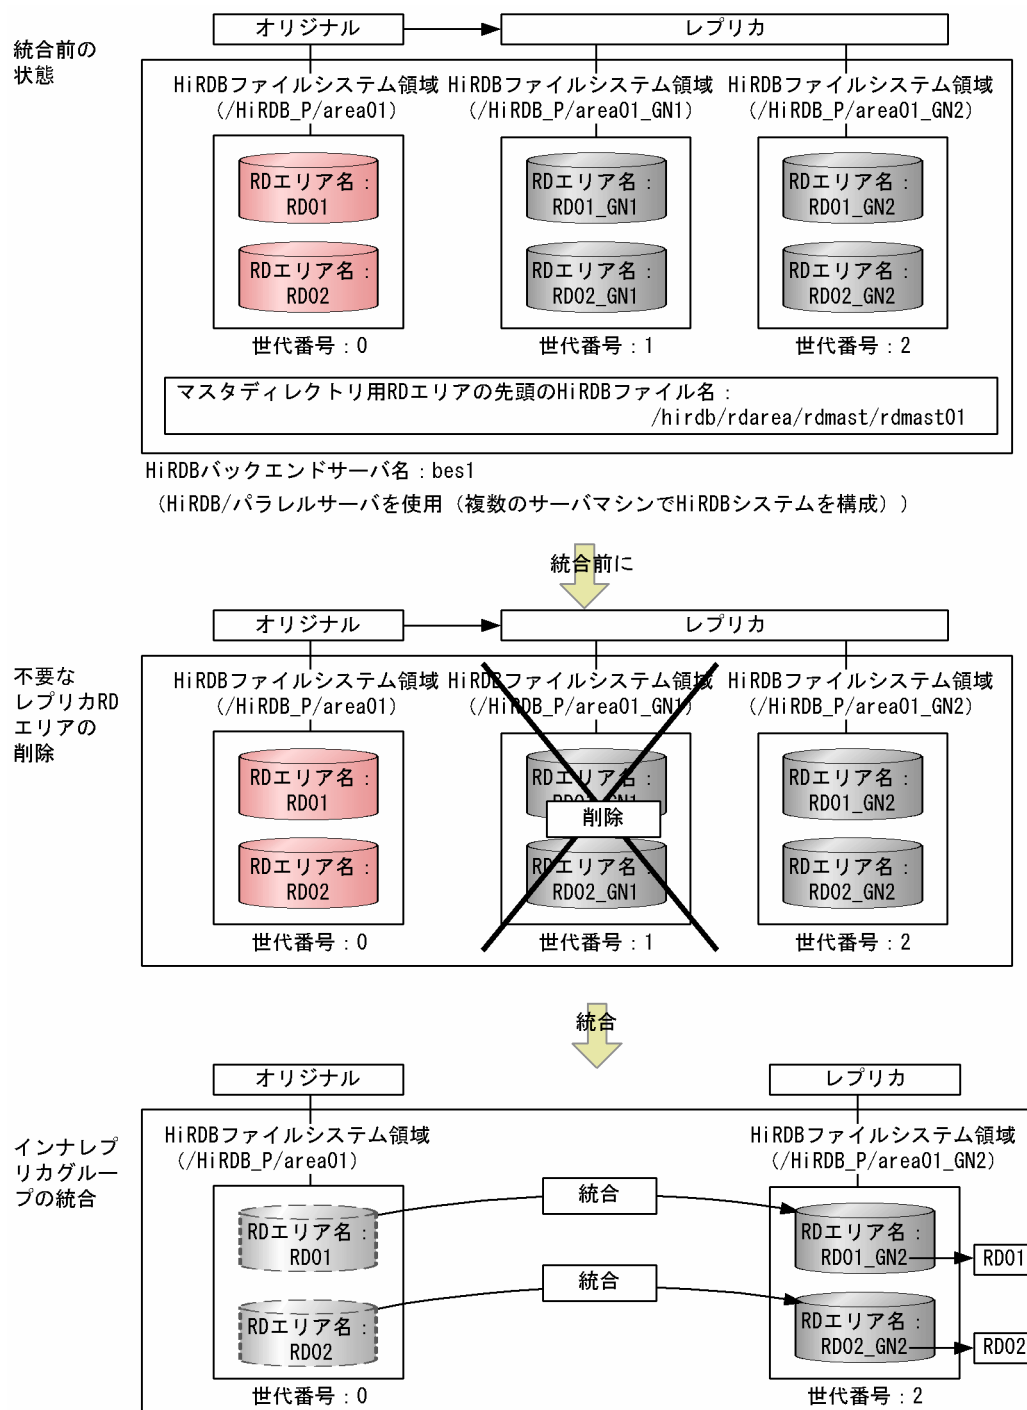 オリジナル
レプリカ
統合前の
状態
HiRDBファイルシステム領域
(/HiRDB_P/area01)
HiRDBファイルシステム領域
(/HiRDB_P/area01_GN1)
HiRDBファイルシステム領域
(/HiRDB_P/area01_GN2)
RDエリア名:
RD01
RDエリア名:
RD01_GN1
RDエリア名:
RD01_GN2
RDエリア名:
RD02
RDエリア名:
RD02_GN1
RDエリア名:
RD02_GN2
世代番号:0
世代番号:1
世代番号:2
マスタディレクトリ用RDエリアの先頭のHiRDBファイル名:
/hirdb/rdarea/rdmast/rdmast01
HiRDBバックエンドサーバ名:bes1
(HiRDB/パラレルサーバを使用(複数のサーバマシンでHiRDBシステムを構成))
統合前に
オリジナル
レプリカ
不要な
レプリカRD
エリアの
削除
HiRDBファイルシステム領域
(/HiRDB_P/area01)
HiRDBファイルシステム領域
(/HiRDB_P/area01_GN1)
HiRDBファイルシステム領域
(/HiRDB_P/area01_GN2)
RDエリア名:
RD01
RDエリア名:
RD01_GN1
RDエリア名:
RD01_GN2
削除
RDエリア名:
RD02
RDエリア名:
RD02_GN1
RDエリア名:
RD02_GN2
世代番号:0
世代番号:1
世代番号:2
統合
オリジナル
レプリカ
インナレプ
リカグルー
プの統合
HiRDBファイルシステム領域
(/HiRDB_P/area01)
HiRDBファイルシステム領域
(/HiRDB_P/area01_GN2)
統合
RDエリア名:
RD01
RDエリア名:
RD01_GN2
RD01
統合
RDエリア名:
RD02
RDエリア名:
RD02_GN2
RD02
世代番号:0
世代番号:2